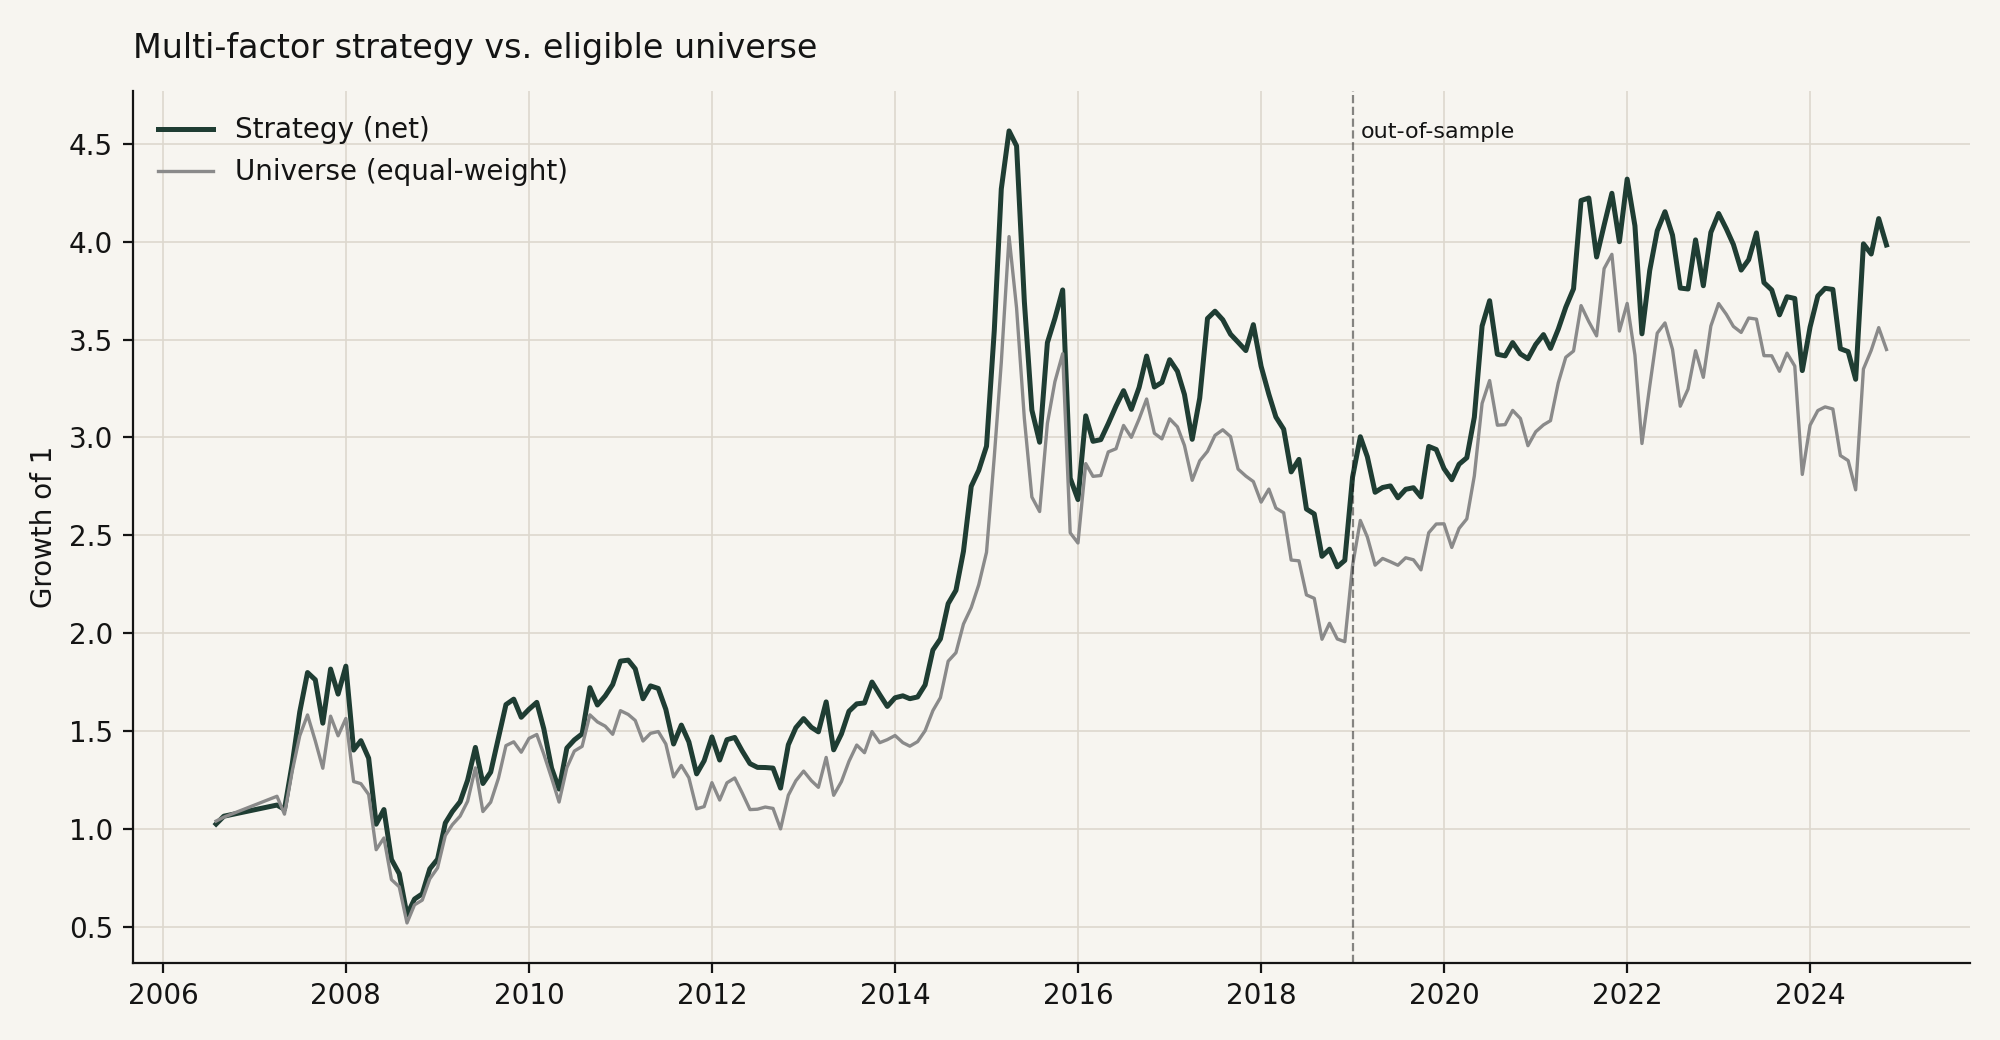 Multi-factor strategy vs. eligible universe
Strategy (net)
Universe (equal-weight)
out-of-sample
Growth of 1
4.5
4.0
3.5
3.0
2.5
2.0
1.5
1.0
0.5
2006 2008 2010 2012 2014 2016 2018 2020 2022 2024